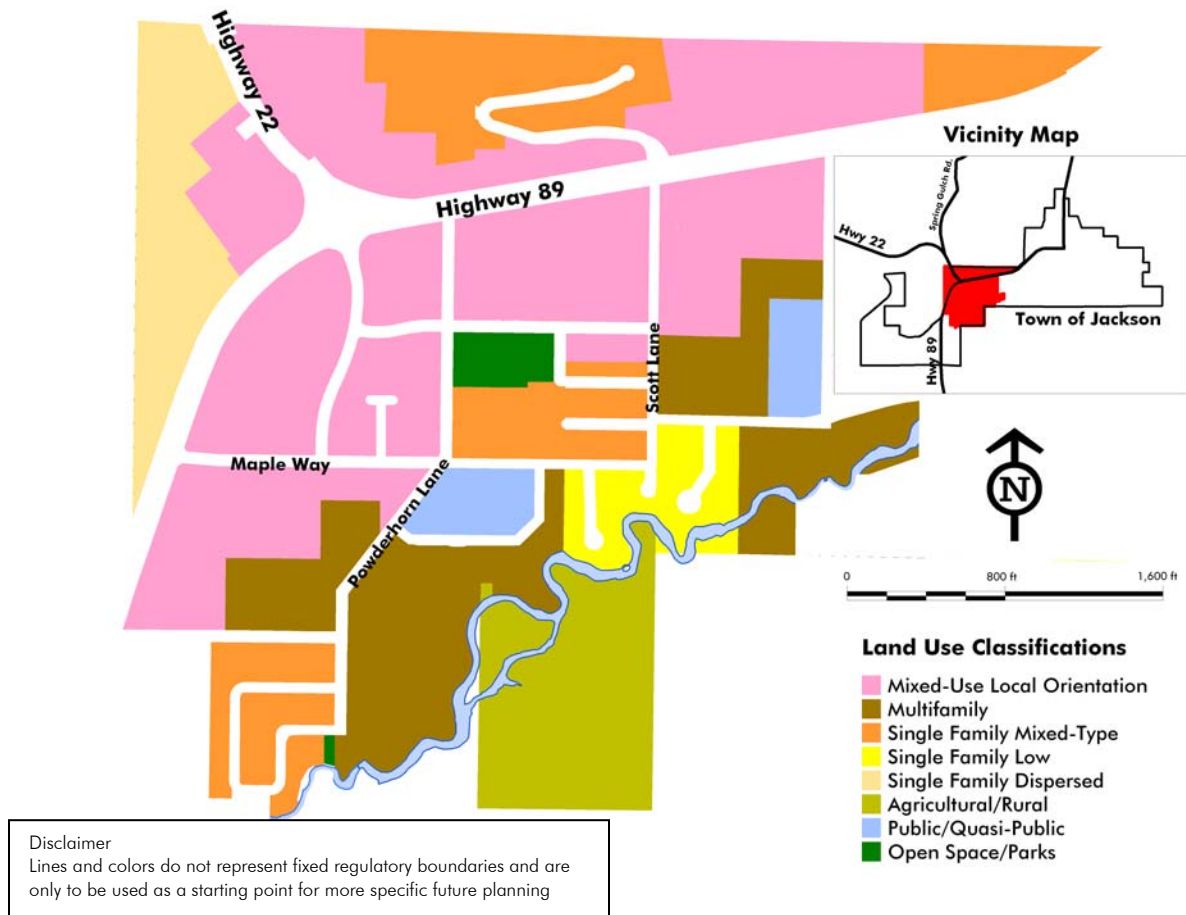 Highway 22
Highway 89
Vicinity Map
Spring Gulch Rd.
Hwy 22
Town of Jackson
Hwy 89
Scott Lane
Maple Way
Powderhorn Lane
N
0 800 ft 1,600 ft
Land Use Classifications
Mixed-Use Local Orientation
Multifamily
Single Family Mixed-Type
Single Family Low
Single Family Dispersed
Agricultural/Rural
Public/Quasi-Public
Open Space/Parks
Disclaimer
Lines and colors do not represent fixed regulatory boundaries and are
only to be used as a starting point for more specific future planning